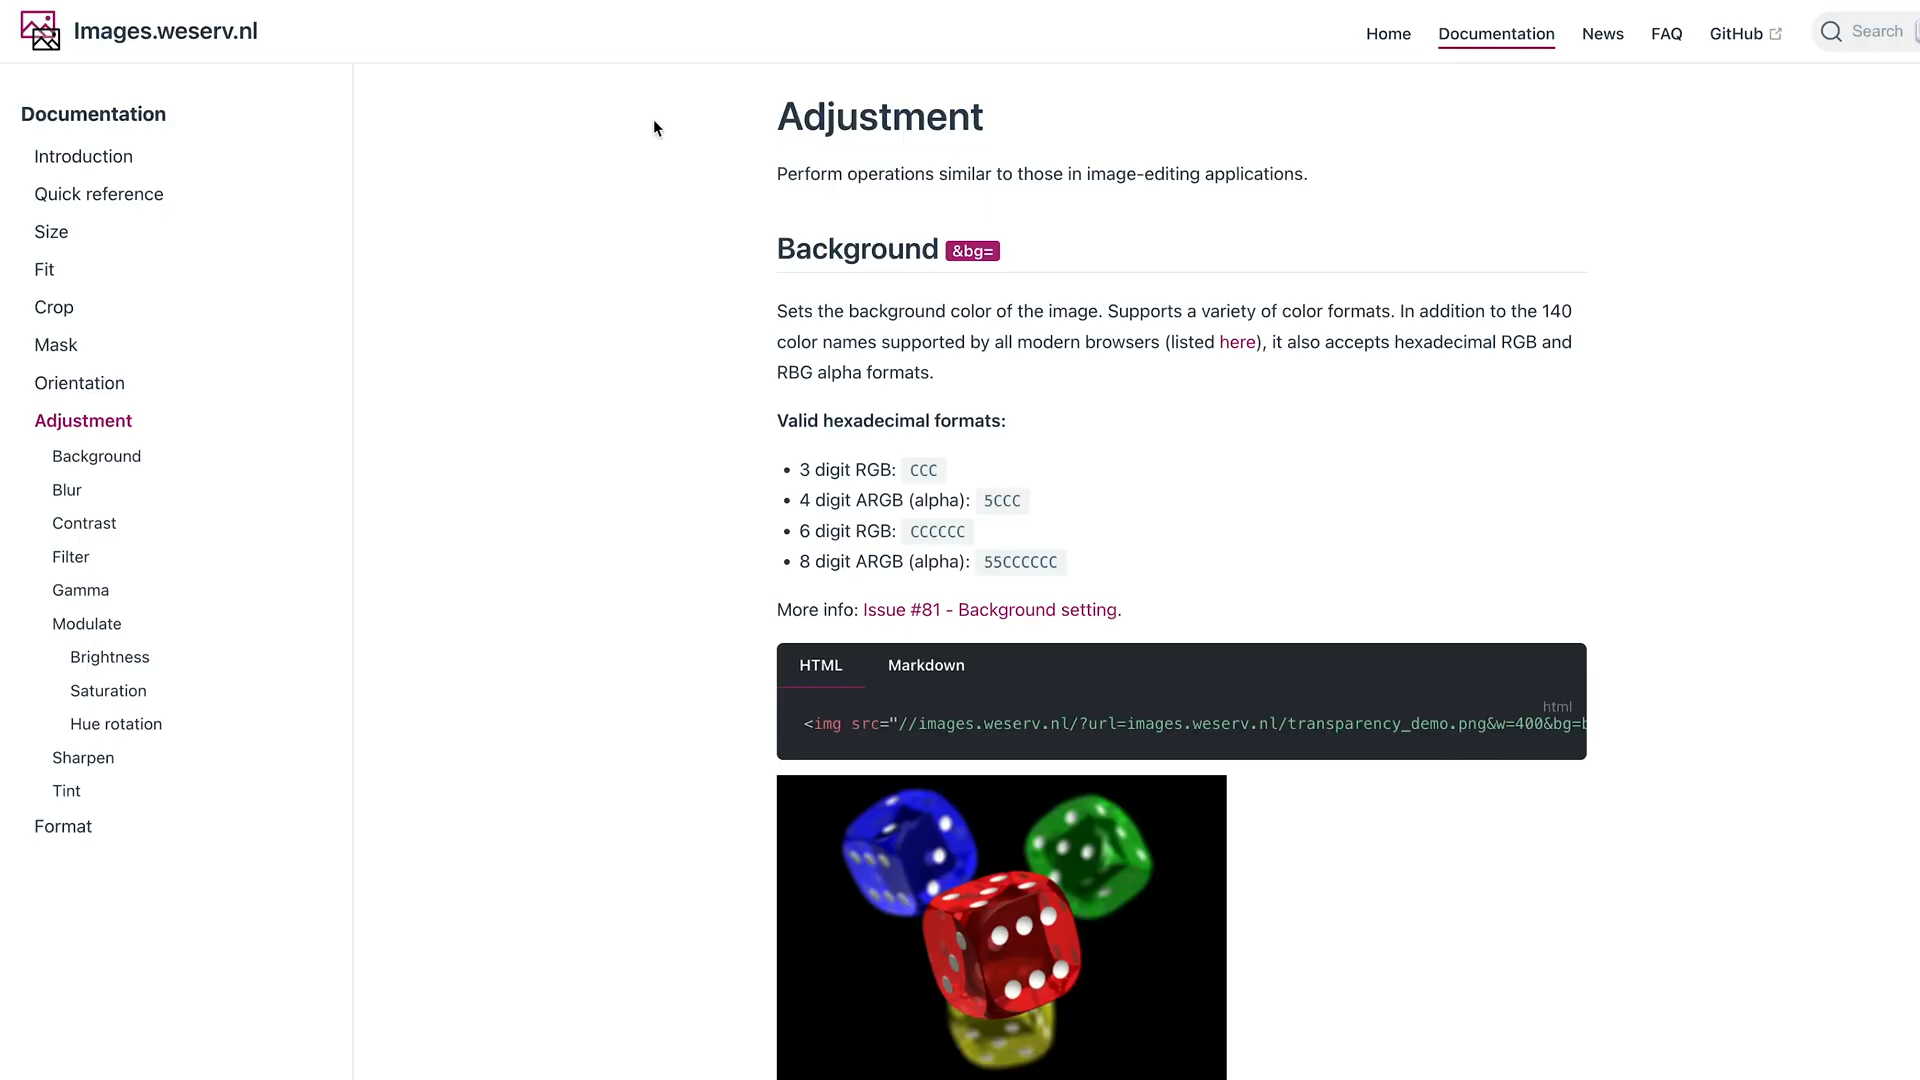 Images.weserv.nl
Home
Documentation
News
FAQ
GitHub
Search
Documentation
Introduction
Quick reference
Size
Fit
Crop
Mask
Orientation
Adjustment
Background
Blur
Contrast
Filter
Gamma
Modulate
Brightness
Saturation
Hue rotation
Sharpen
Tint
Format
Adjustment
Perform operations similar to those in image-editing applications.
Background &bg=
Sets the background color of the image. Supports a variety of color formats. In addition to the 140
color names supported by all modern browsers (listed here), it also accepts hexadecimal RGB and
RBG alpha formats.
Valid hexadecimal formats:
• 3 digit RGB: CCC
• 4 digit ARGB (alpha): 5CCC
• 6 digit RGB: CCCCCC
• 8 digit ARGB (alpha): 55CCCCCC
More info: Issue #81 - Background setting.
HTML Markdown
html
<img src="//images.weserv.nl/?url=images.weserv.nl/transparency_demo.png&w=400&bg=